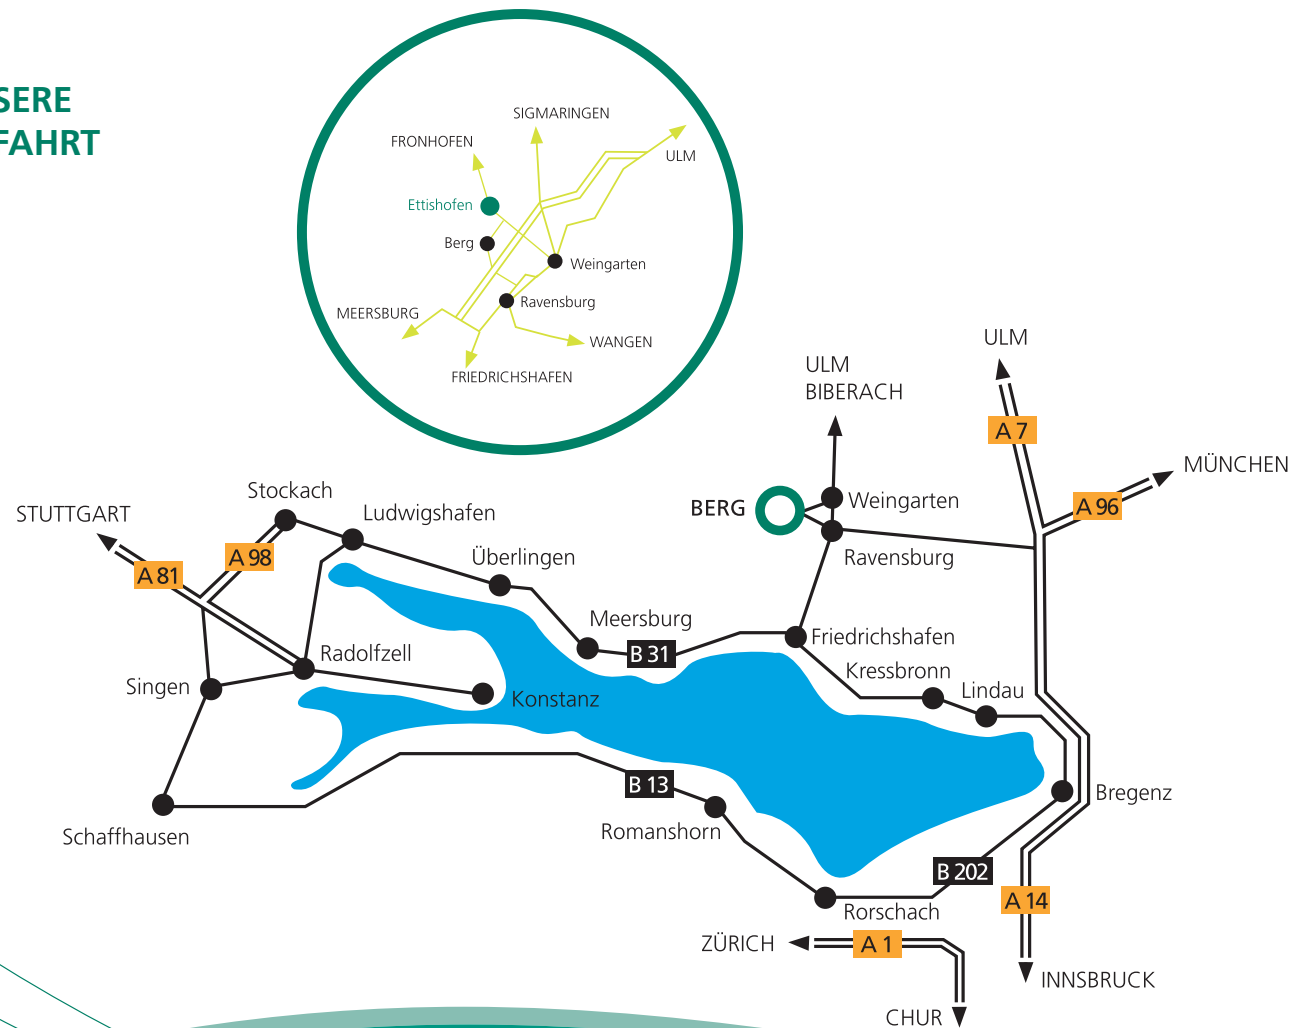 SERE
FAHRT
SIGMARINGEN
FRONHOFEN
ULM
Ettishofen
Berg
Weingarten
Ravensburg
MEERSBURG
WANGEN
FRIEDRICHSHAFEN
ULM
ULM
BIBERACH
A 7
MÜNCHEN
Stockach
Weingarten
BERG
A 96
STUTTGART
Ludwigshafen
A 98
Überlingen
Ravensburg
A 81
Meersburg
Friedrichshafen
Radolfzell
B 31
Kressbronn
Singen
Lindau
Konstanz
B 13
Bregenz
Romanshorn
Schaffhausen
B 202
A 14
Rorschach
ZÜRICH
A 1
INNSBRUCK
CHUR